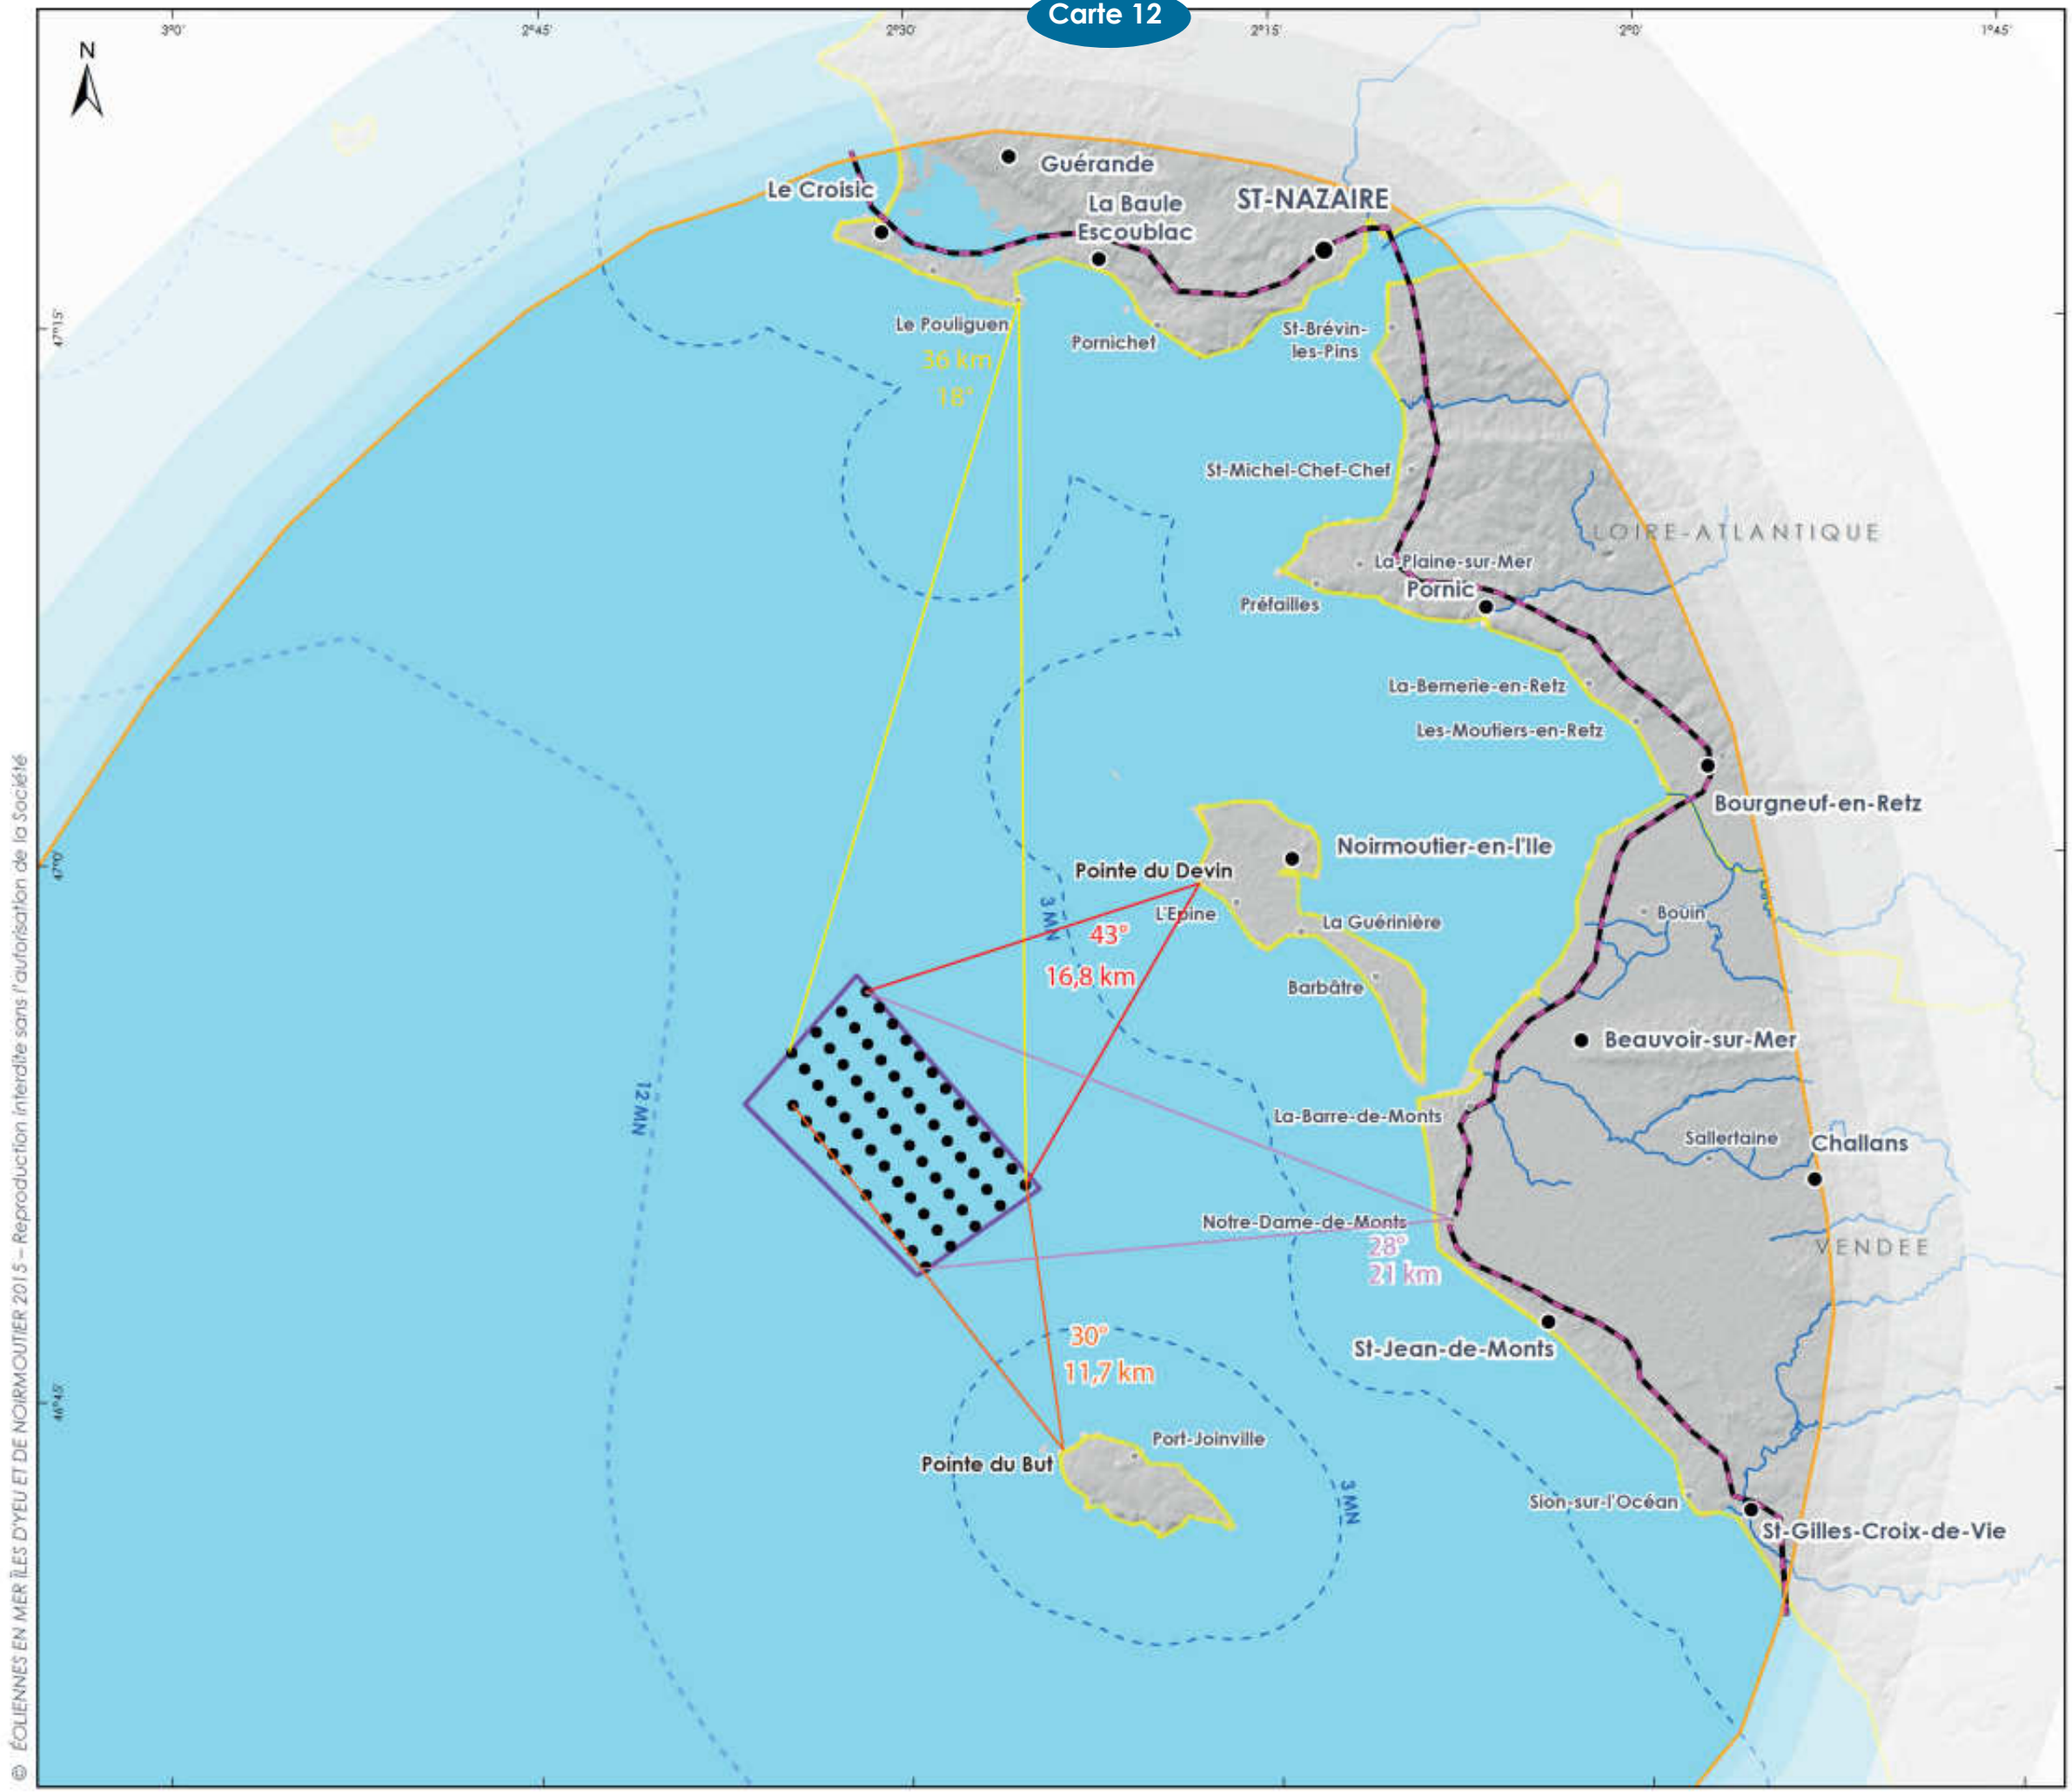 Carte 12
3°0'
2°45'
2°30'
2°15'
2°0'
1°45'
N
Guérande
Le Croisic
La Baule
Escoublac
ST-NAZAIRE
47°15'
Le Pouliguen
36 km
18°
Pornichet
St-Brévin-
les-Pins
St-Michel-Chef-Chef
LOIRE-ATLANTIQUE
La-Plaine-sur-Mer
Pornic
Préfailles
La-Bernerie-en-Retz
Les-Moutiers-en-Retz
Bourgneuf-en-Retz
47°0'
Noirmoutier-en-l'Ile
Pointe du Devin
L'Epine
3 MN
43°
16,8 km
La Guérinière
Bouin
Barbâtre
Beauvoir-sur-Mer
12 MN
La-Barre-de-Monts
Sallertaine
Challans
Notre-Dame-de-Monts
28°
21 km
VENDEE
30°
11,7 km
St-Jean-de-Monts
46°45'
Port-Joinville
Pointe du But
3 MN
Sion-sur-l'Océan
St-Gilles-Croix-de-Vie
© ÉOLIENNES EN MER ÎLES D'YEU ET DE NOIRMOUTIER 2015 – Reproduction interdite sans l'autorisation de la Société